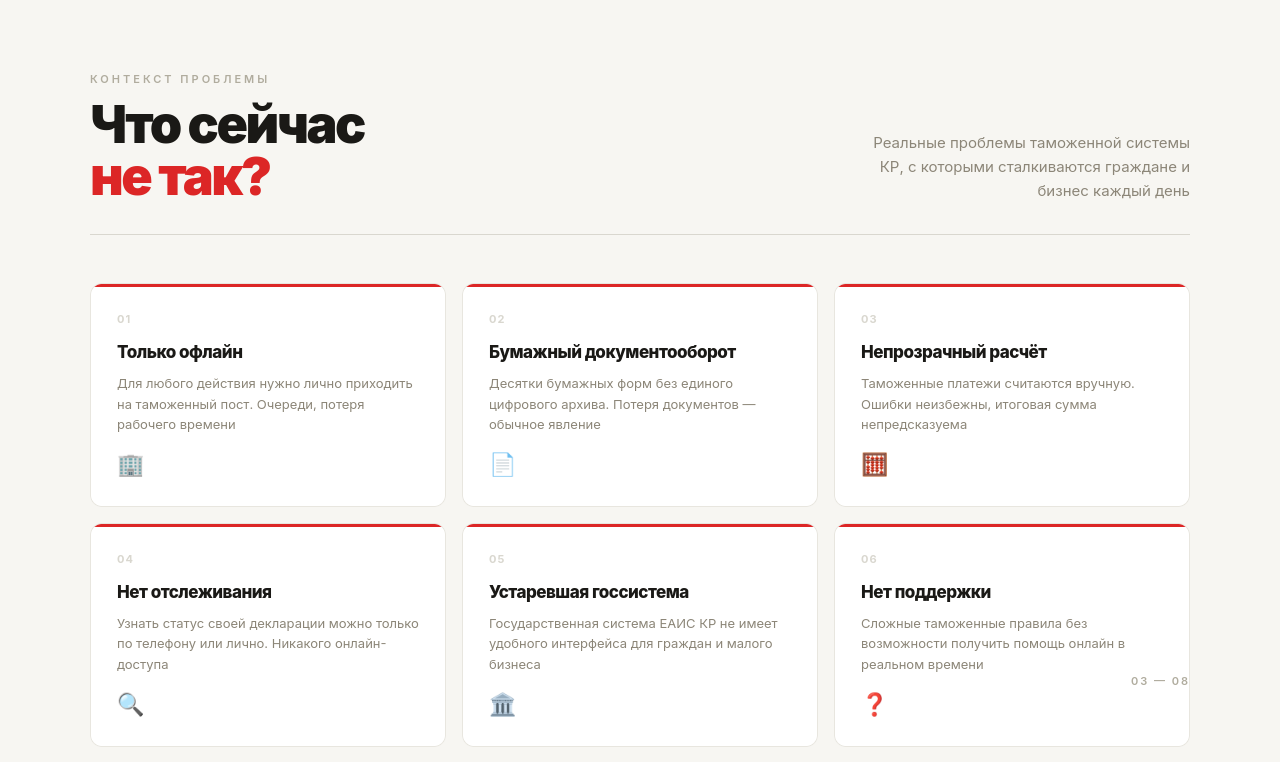 КОНТЕКСТ ПРОБЛЕМЫ
Что сейчас
не так?
Реальные проблемы таможенной системы
КР, с которыми сталкиваются граждане и
бизнес каждый день
01
Только офлайн
Для любого действия нужно лично приходить
на таможенный пост. Очереди, потеря
рабочего времени
02
Бумажный документооборот
Десятки бумажных форм без единого
цифрового архива. Потеря документов —
обычное явление
03
Непрозрачный расчёт
Таможенные платежи считаются вручную.
Ошибки неизбежны, итоговая сумма
непредсказуема
04
Нет отслеживания
Узнать статус своей декларации можно только
по телефону или лично. Никакого онлайн-
доступа
05
Устаревшая госсистема
Государственная система ЕАИС КР не имеет
удобного интерфейса для граждан и малого
бизнеса
06
Нет поддержки
Сложные таможенные правила без
возможности получить помощь онлайн в
реальном времени
03 — 08